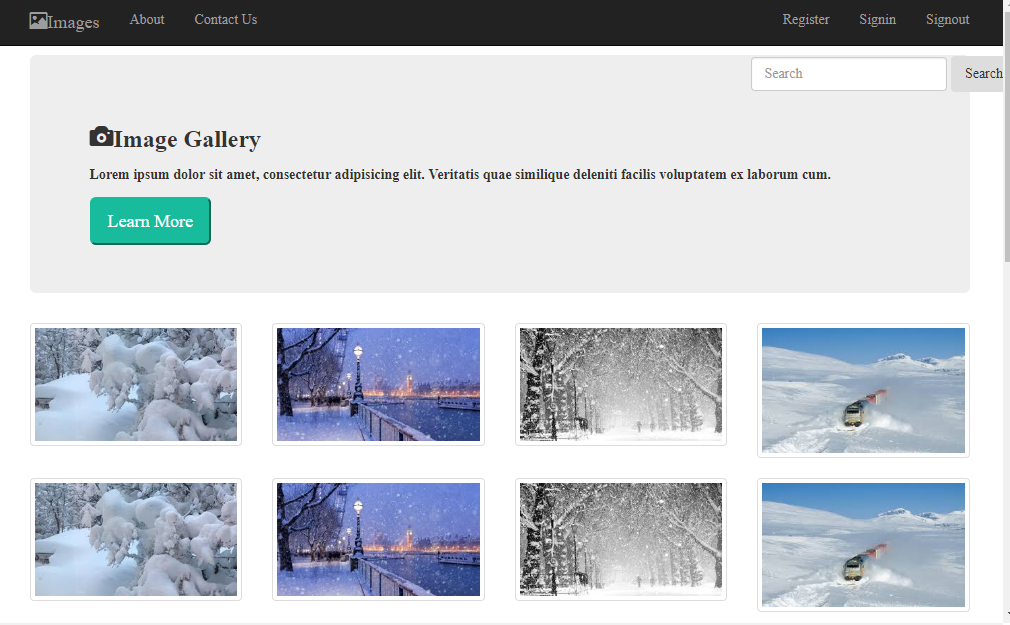 Images About Contact Us Register Signin Signout
Search Search
Image Gallery
Lorem ipsum dolor sit amet, consectetur adipisicing elit. Veritatis quae similique deleniti facilis voluptatem ex laborum cum.
Learn More